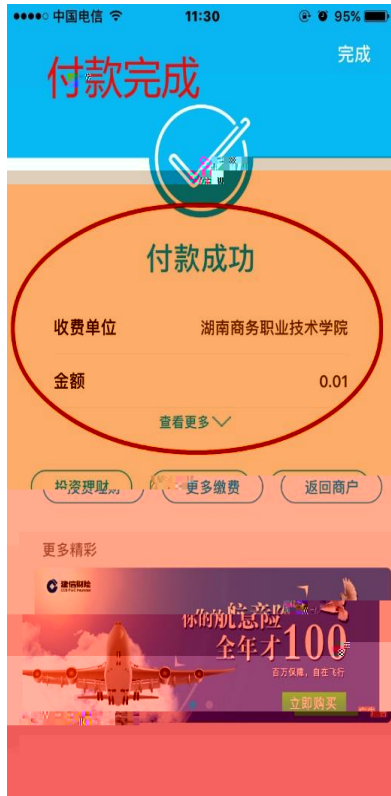 中国电信 11:30 95%
完成
付款完成
付款成功
收费单位 湖南商务职业技术学院
金额 0.01
查看更多
投资理财 更多缴费 返回商户
更多精彩
建信财险
你的航意险
全年才100
百万保障，自在飞行
立即购买